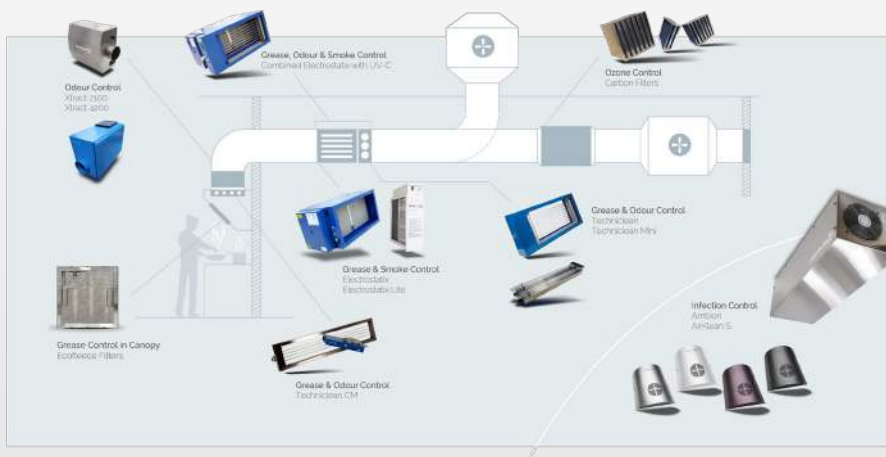 Odour Control
Xtract 2100
Xtract 4200
Grease, Odour & Smoke Control
Combined Electrostatic with UV-C
Ozone Control
Carbon Filters
Grease & Smoke Control
Electrostatix
Electrostatix Lite
Grease & Odour Control
Techniclean
Techniclean Mini
Infection Control
Ambion
Airklean S
Grease Control in Canopy
Ecofleece Filters
Grease & Odour Control
Techniclean CM